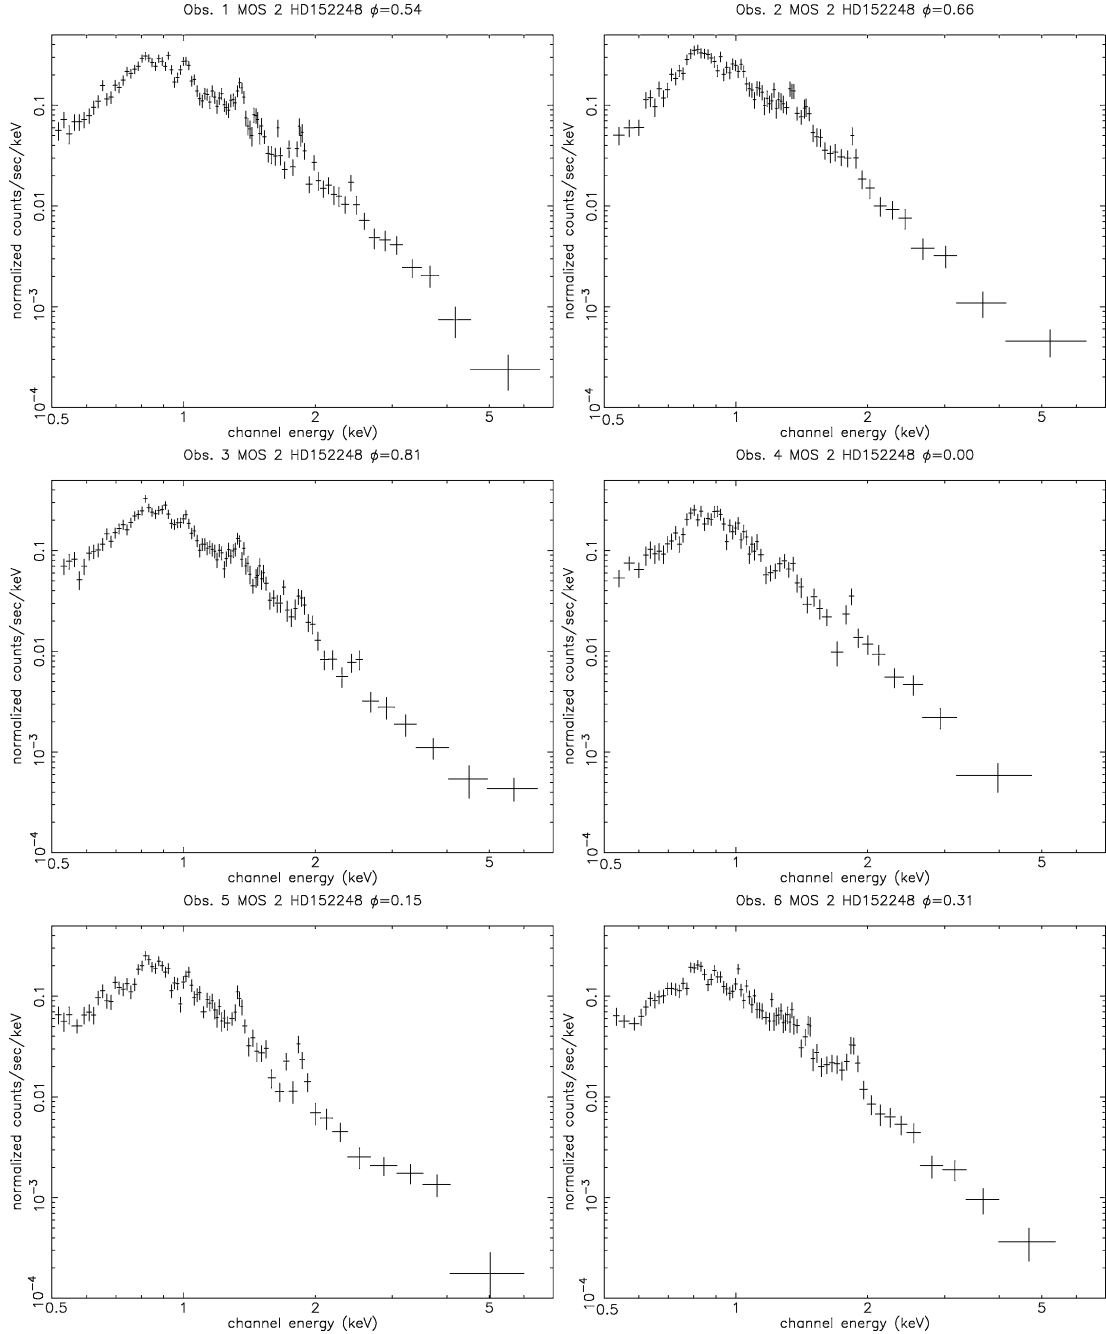 Obs. 1 MOS 2 HD152248 ϕ=0.54
normalized counts/sec/keV
0.1
0.01
10⁻³
10⁻⁴
0.5 1 2 5
channel energy (keV)
Obs. 2 MOS 2 HD152248 ϕ=0.66
normalized counts/sec/keV
0.1
0.01
10⁻³
10⁻⁴
0.5 1 2 5
channel energy (keV)
Obs. 3 MOS 2 HD152248 ϕ=0.81
normalized counts/sec/keV
0.1
0.01
10⁻³
10⁻⁴
0.5 1 2 5
channel energy (keV)
Obs. 4 MOS 2 HD152248 ϕ=0.00
normalized counts/sec/keV
0.1
0.01
10⁻³
10⁻⁴
0.5 1 2 5
channel energy (keV)
Obs. 5 MOS 2 HD152248 ϕ=0.15
normalized counts/sec/keV
0.1
0.01
10⁻³
10⁻⁴
0.5 1 2 5
channel energy (keV)
Obs. 6 MOS 2 HD152248 ϕ=0.31
normalized counts/sec/keV
0.1
0.01
10⁻³
10⁻⁴
0.5 1 2 5
channel energy (keV)